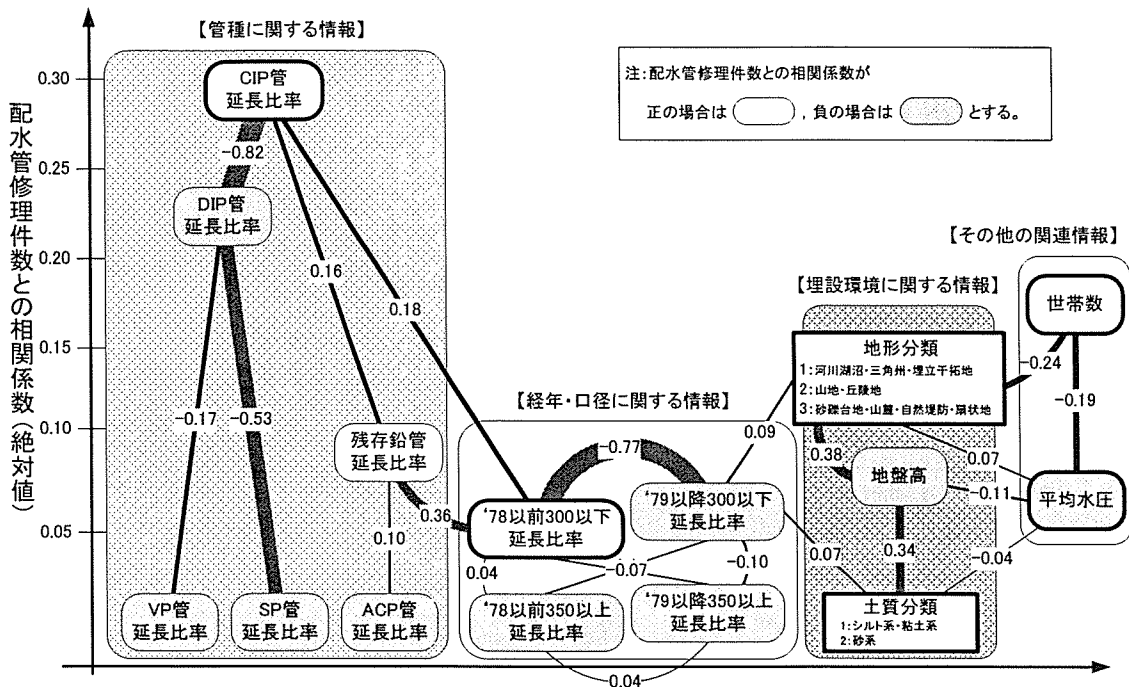 【管種に関する情報】
配水管修理件数との相関係数(絶対値)
0.30
0.25
0.20
0.15
0.10
0.05
注:配水管修理件数との相関係数が
正の場合は , 負の場合は とする。
CIP管
延長比率
-0.82
DIP管
延長比率
0.16
0.18
-0.17
-0.53
残存鉛管
延長比率
0.36
0.10
VP管
延長比率
SP管
延長比率
ACP管
延長比率
【経年・口径に関する情報】
-0.77
‘78以前300以下
延長比率
‘79以降300以下
延長比率
0.04
-0.07
-0.10
‘78以前350以上
延長比率
‘79以降350以上
延長比率
0.04
0.09
0.07
【埋設環境に関する情報】
地形分類
1:河川湖沼・三角州・埋立干拓地
2:山地・丘陵地
3:砂礫台地・山麓・自然堤防・扇状地
0.38
地盤高
0.34
土質分類
1:シルト系・粘土系
2:砂系
【その他の関連情報】
世帯数
-0.24
-0.19
0.07
-0.11
平均水圧
-0.04